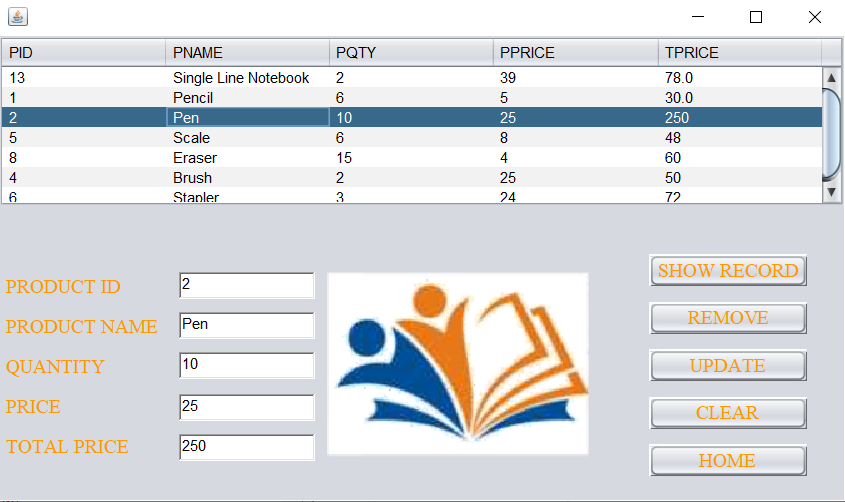 PID PNAME PQTY PPRICE TPRICE
13 Single Line Notebook 2 39 78.0
1 Pencil 6 5 30.0
2 Pen 10 25 250
5 Scale 6 8 48
8 Eraser 15 4 60
4 Brush 2 25 50
6 Stapler 3 24 72
SHOW RECORD
PRODUCT ID 2
REMOVE
PRODUCT NAME Pen
QUANTITY 10
UPDATE
PRICE 25
CLEAR
TOTAL PRICE 250
HOME